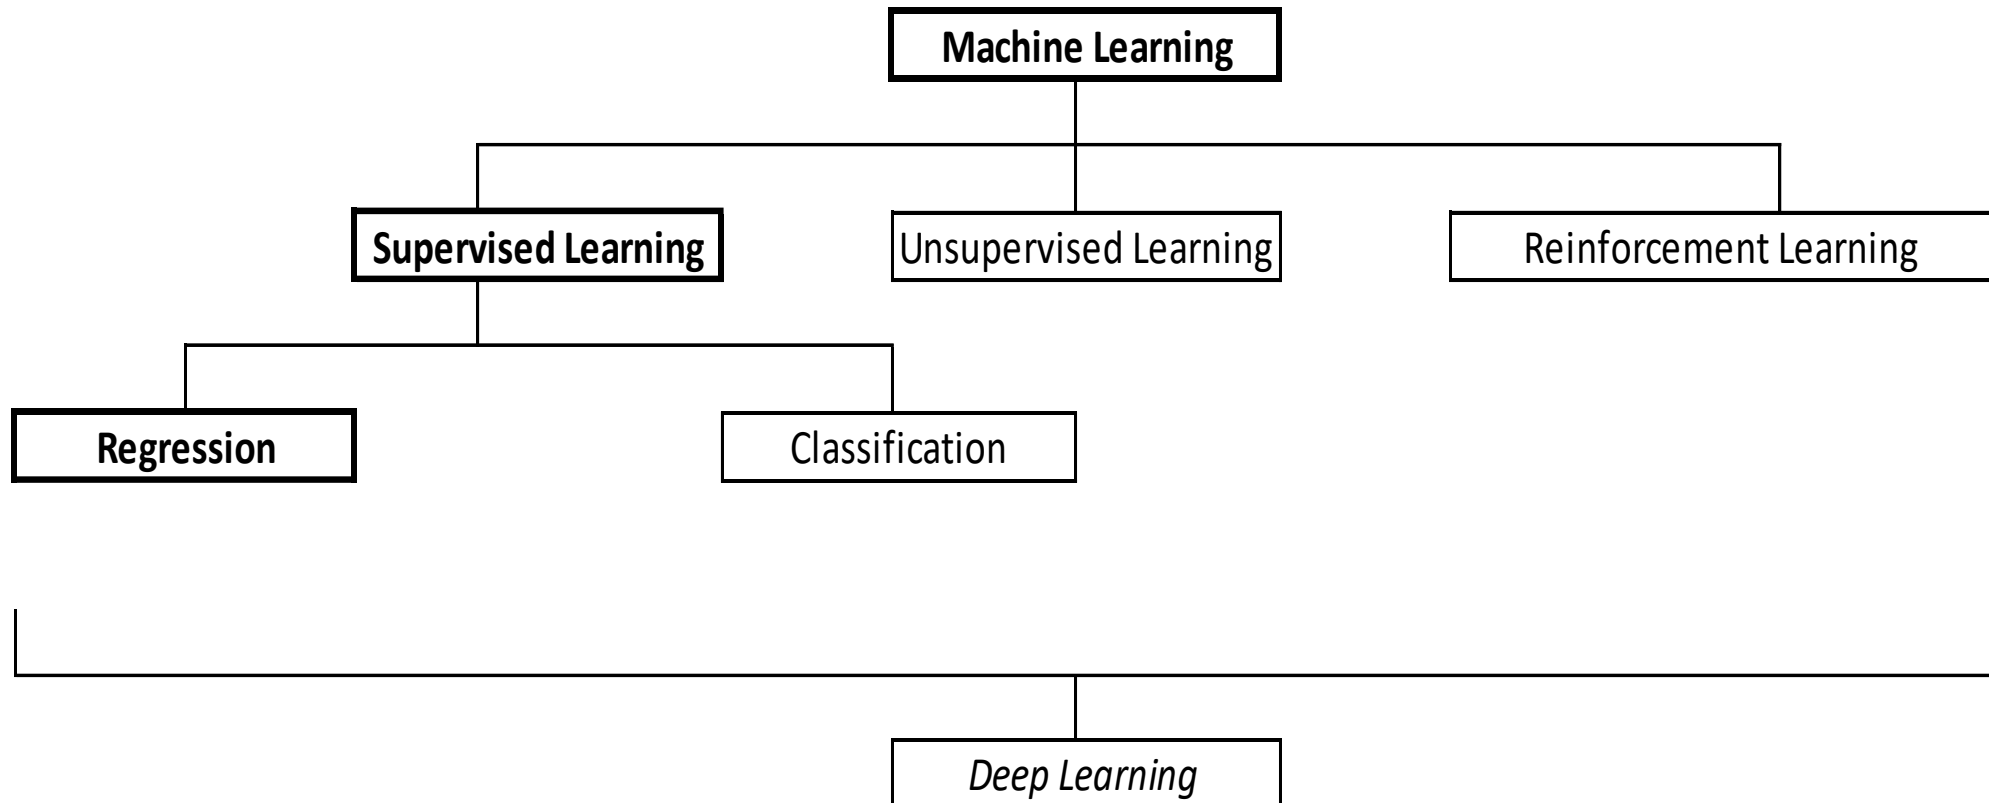 Machine Learning
Supervised Learning
Unsupervised Learning
Reinforcement Learning
Regression
Classification
Deep Learning